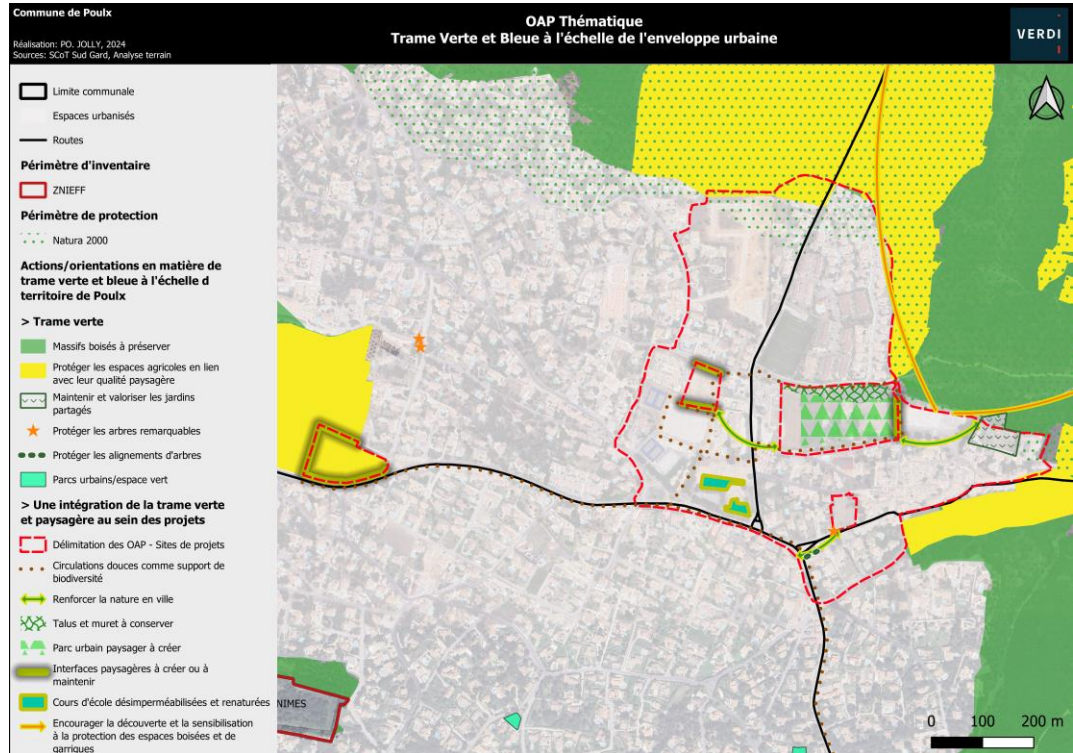 Commune de Poulx
Réalisation: PO. JOLLY, 2024
Sources: SCoT Sud Gard, Analyse terrain
OAP Thématique
Trame Verte et Bleue à l'échelle de l'enveloppe urbaine
VERDI
Limite communale
Espaces urbanisés
Routes
Périmètre d'inventaire
ZNIEFF
Périmètre de protection
Natura 2000
Actions/orientations en matière de
trame verte et bleue à l'échelle d
territoire de Poulx
> Trame verte
Massifs boisés à préserver
Protéger les espaces agricoles en lien
avec leur qualité paysagère
Maintenir et valoriser les jardins
partagés
Protéger les arbres remarquables
Protéger les alignements d'arbres
Parcs urbains/espace vert
> Une intégration de la trame verte
et paysagère au sein des projets
Délimitation des OAP - Sites de projets
Circulations douces comme support de
biodiversité
Renforcer la nature en ville
Talus et muret à conserver
Parc urbain paysager à créer
Interfaces paysagères à créer ou à
maintenir
Cours d'école désimperméabilisées et renaturées
Encourager la découverte et la sensibilisation
à la protection des espaces boisées et de
garrigues
NIMES
0 100 200 m